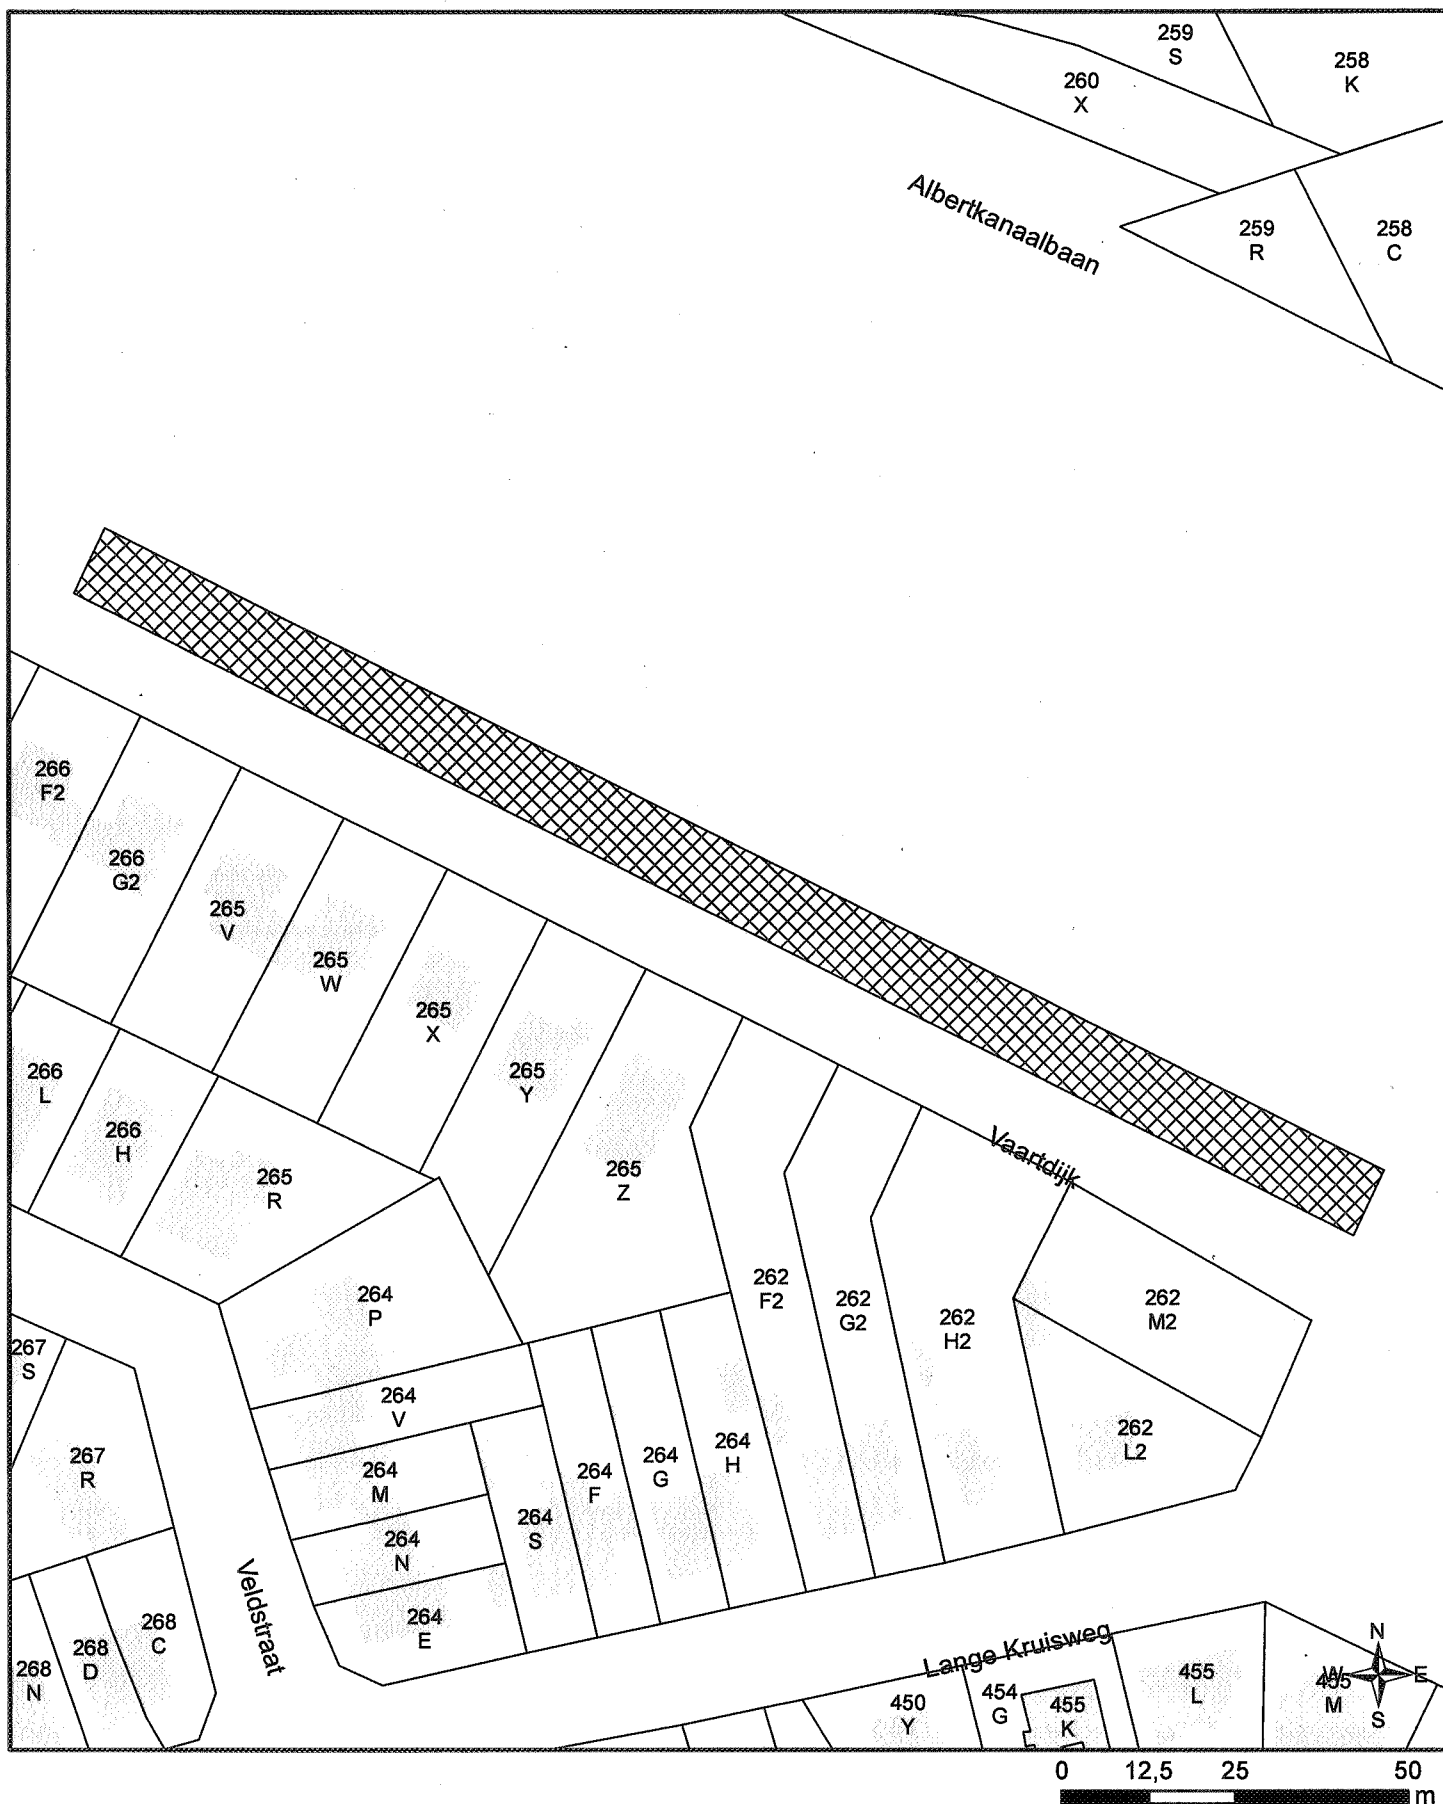 259
S
258
K
260
X
Albertkanaalbaan
259
R
258
C
266
F2
266
G2
265
V
265
W
265
X
265
Y
265
Z
266
L
266
H
265
R
Vaartdijk
264
P
262
F2
262
G2
262
H2
262
M2
267
S
264
V
267
R
264
M
264
N
264
S
264
F
264
G
264
H
262
L2
Veldstraat
264
E
268
C
268
D
268
N
Lange Kruisweg
450
Y
454
G
455
K
455
L
455
M
N
W
E
S
0 12,5 25 50
m